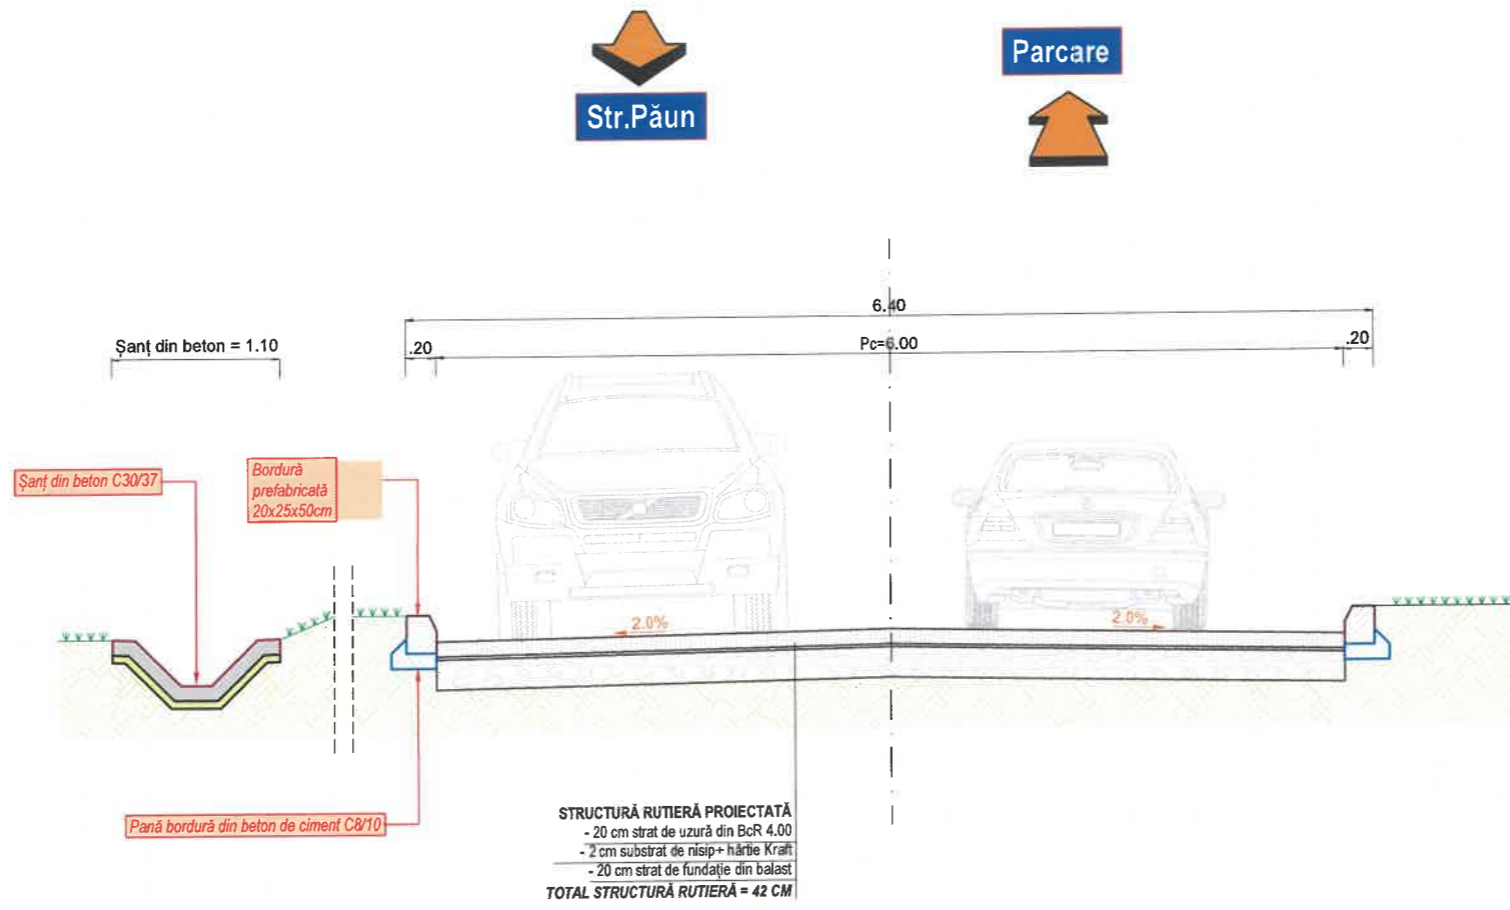 Str.Păun
Parcare
6.40
Șanț din beton = 1.10
.20
Pc=6.00
.20
Șanț din beton C30/37
Bordură
prefabricată
20x25x50cm
2.0%
2.0%
Pană bordură din beton de ciment C8/10
STRUCTURĂ RUTIERĂ PROIECTATĂ
- 20 cm strat de uzură din BcR 4.00
- 2 cm substrat de nisip+ hârtie Kraft
- 20 cm strat de fundație din balast
TOTAL STRUCTURĂ RUTIERĂ = 42 CM